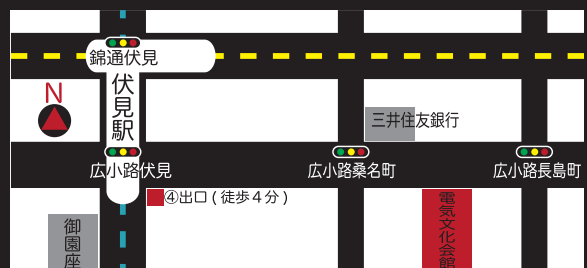 錦通伏見
N
伏見駅
三井住友銀行
広小路伏見
広小路桑名町
広小路長島町
④出口(徒歩4分)
御園座
電気文化会館